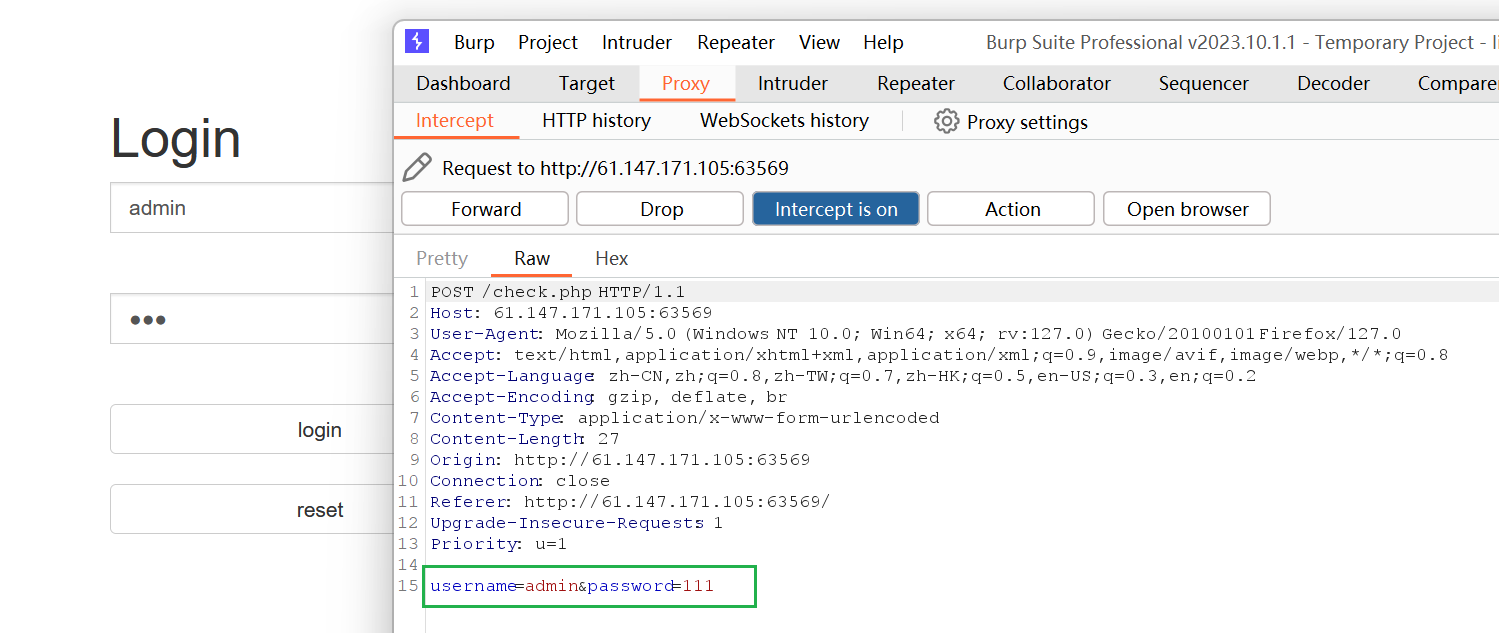 Login
admin
•••
login
reset
Burp Project Intruder Repeater View Help Burp Suite Professional v2023.10.1.1 - Temporary Project - li
Dashboard Target Proxy Intruder Repeater Collaborator Sequencer Decoder Comparer
Intercept HTTP history WebSockets history Proxy settings
Request to http://61.147.171.105:63569
Forward Drop Intercept is on Action Open browser
Pretty Raw Hex
1 POST /check.php HTTP/1.1
2 Host: 61.147.171.105:63569
3 User-Agent: Mozilla/5.0 (Windows NT 10.0; Win64; x64; rv:127.0) Gecko/20100101 Firefox/127.0
4 Accept: text/html,application/xhtml+xml,application/xml;q=0.9,image/avif,image/webp,*/*;q=0.8
5 Accept-Language: zh-CN,zh;q=0.8,zh-TW;q=0.7,zh-HK;q=0.5,en-US;q=0.3,en;q=0.2
6 Accept-Encoding: gzip, deflate, br
7 Content-Type: application/x-www-form-urlencoded
8 Content-Length: 27
9 Origin: http://61.147.171.105:63569
10 Connection: close
11 Referer: http://61.147.171.105:63569/
12 Upgrade-Insecure-Requests: 1
13 Priority: u=1
14
15 username=admin&password=111